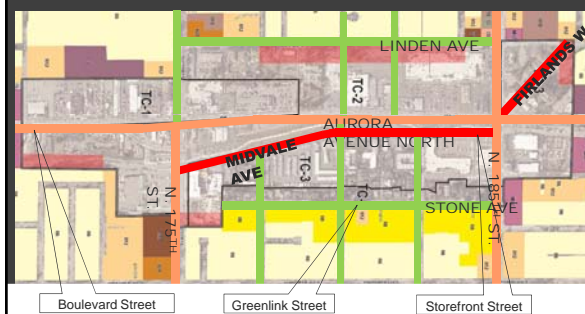 LINDEN AVE
FIRLANDS W
TC-1
TC-2
AURORA
AVENUE NORTH
MIDVALE
AVE
TC-3
TC-
STONE AVE
N. 175TH
ST.
N. 185TH ST.
Boulevard Street
Greenlink Street
Storefront Street